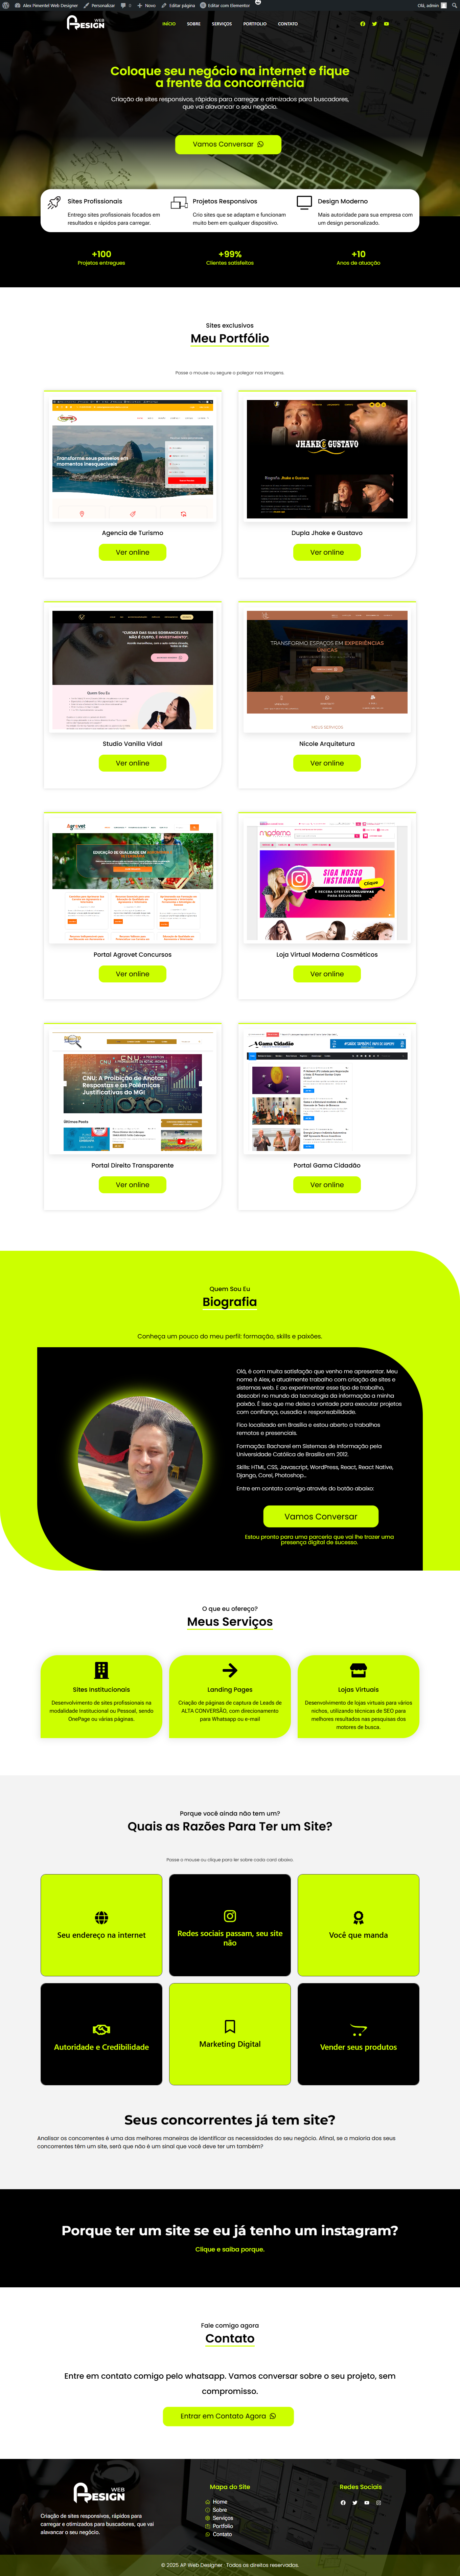 Alex Pimentel Web Designer
Personalizar
0
Novo
Editar página
Editar com Elementor
Olá, admin
WEB
DESIGN
INÍCIO
SOBRE
SERVIÇOS
PORTFOLIO
CONTATO
Coloque seu negócio na internet e fique
a frente da concorrência
Criação de sites responsivos, rápidos para carregar e otimizados para buscadores,
que vai alavancar o seu negócio.
Vamos Conversar
Sites Profissionais
Entrego sites profissionais focados em
resultados e rápidos para carregar.
Projetos Responsivos
Crio sites que se adaptam e funcionam
muito bem em qualquer dispositivo.
Design Moderno
Mais autoridade para sua empresa com
um design personalizado.
+100
Projetos entregues
+99%
Clientes satisfeitos
+10
Anos de atuação
Sites exclusivos
Meu Portfólio
Passe o mouse ou segure o polegar nas imagens.
Transforme seus passeios em
momentos inesquecíveis
Agencia de Turismo
Ver online
JHAKE & GUSTAVO
Biografia Jhake e Gustavo
Dupla Jhake e Gustavo
Ver online
"CUIDAR DAS SUAS SOBRANCELHAS
NÃO É CUSTO, É INVESTIMENTO".
Quem Sou Eu
Studio Vanilla Vidal
Ver online
TRANSFORMO ESPAÇOS EM EXPERIÊNCIAS
ÚNICAS
MEUS SERVIÇOS
Nicole Arquitetura
Ver online
Agrovet
EDUCAÇÃO DE QUALIDADE EM
Portal Agrovet Concursos
Ver online
moderna
SIGA NOSSO
INSTAGRAM
E RECEBA OFERTAS EXCLUSIVAS
PARA SEGUIDORES
Clique
Loja Virtual Moderna Cosméticos
Ver online
CNU: A Proibição de Anotar
Respostas e as Polêmicas
Justificativas do MGI
Últimos Posts
Portal Direito Transparente
Ver online
A Gama Cidadão
Portal Gama Cidadão
Ver online
Quem Sou Eu
Biografia
Conheça um pouco do meu perfil: formação, skills e paixões.
Olá, é com muita satisfação que venho me apresentar. Meu
nome é Alex, e atualmente trabalho com criação de sites e
sistemas web. E ao experimentar esse tipo de trabalho,
descobri no mundo da tecnologia da informação a minha
paixão. É isso que me deixa a vontade para executar projetos
com confiança, ousadia e responsabilidade.
Fico localizado em Brasília e estou aberto a trabalhos
remotos e presenciais.
Formação: Bacharel em Sistemas de Informação pela
Universidade Católica de Brasília em 2012.
Skills: HTML, CSS, Javascript, WordPress, React, React Native,
Django, Corel, Photoshop...
Entre em contato comigo através do botão abaixo:
Vamos Conversar
Estou pronto para uma parceria que vai lhe trazer uma
presença digital de sucesso.
O que eu ofereço?
Meus Serviços
Sites Institucionais
Desenvolvimento de sites profissionais na
modalidade Institucional ou Pessoal, sendo
OnePage ou várias páginas.
Landing Pages
Criação de páginas de captura de Leads de
ALTA CONVERSÃO, com direcionamento
para Whatsapp ou e-mail
Lojas Virtuais
Desenvolvimento de lojas virtuais para vários
nichos, utilizando técnicas de SEO para
melhores resultados nas pesquisas dos
motores de busca.
Porque você ainda não tem um?
Quais as Razões Para Ter um Site?
Passe o mouse ou clique para ler sobre cada card abaixo.
Seu endereço na internet
Redes sociais passam, seu site
não
Você que manda
Autoridade e Credibilidade
Marketing Digital
Vender seus produtos
Seus concorrentes já tem site?
Analisar os concorrentes é uma das melhores maneiras de identificar as necessidades do seu negócio. Afinal, se a maioria dos seus
concorrentes têm um site, será que não é um sinal que você deve ter um também?
Porque ter um site se eu já tenho um instagram?
Clique e saiba porque.
Fale comigo agora
Contato
Entre em contato comigo pelo whatsapp. Vamos conversar sobre o seu projeto, sem
compromisso.
Entrar em Contato Agora
WEB
DESIGN
Criação de sites responsivos, rápidos para
carregar e otimizados para buscadores, que vai
alavancar o seu negócio.
Mapa do Site
Home
Sobre
Serviços
Portfolio
Contato
Redes Sociais
© 2025 AP Web Designer · Todos os direitos reservados.